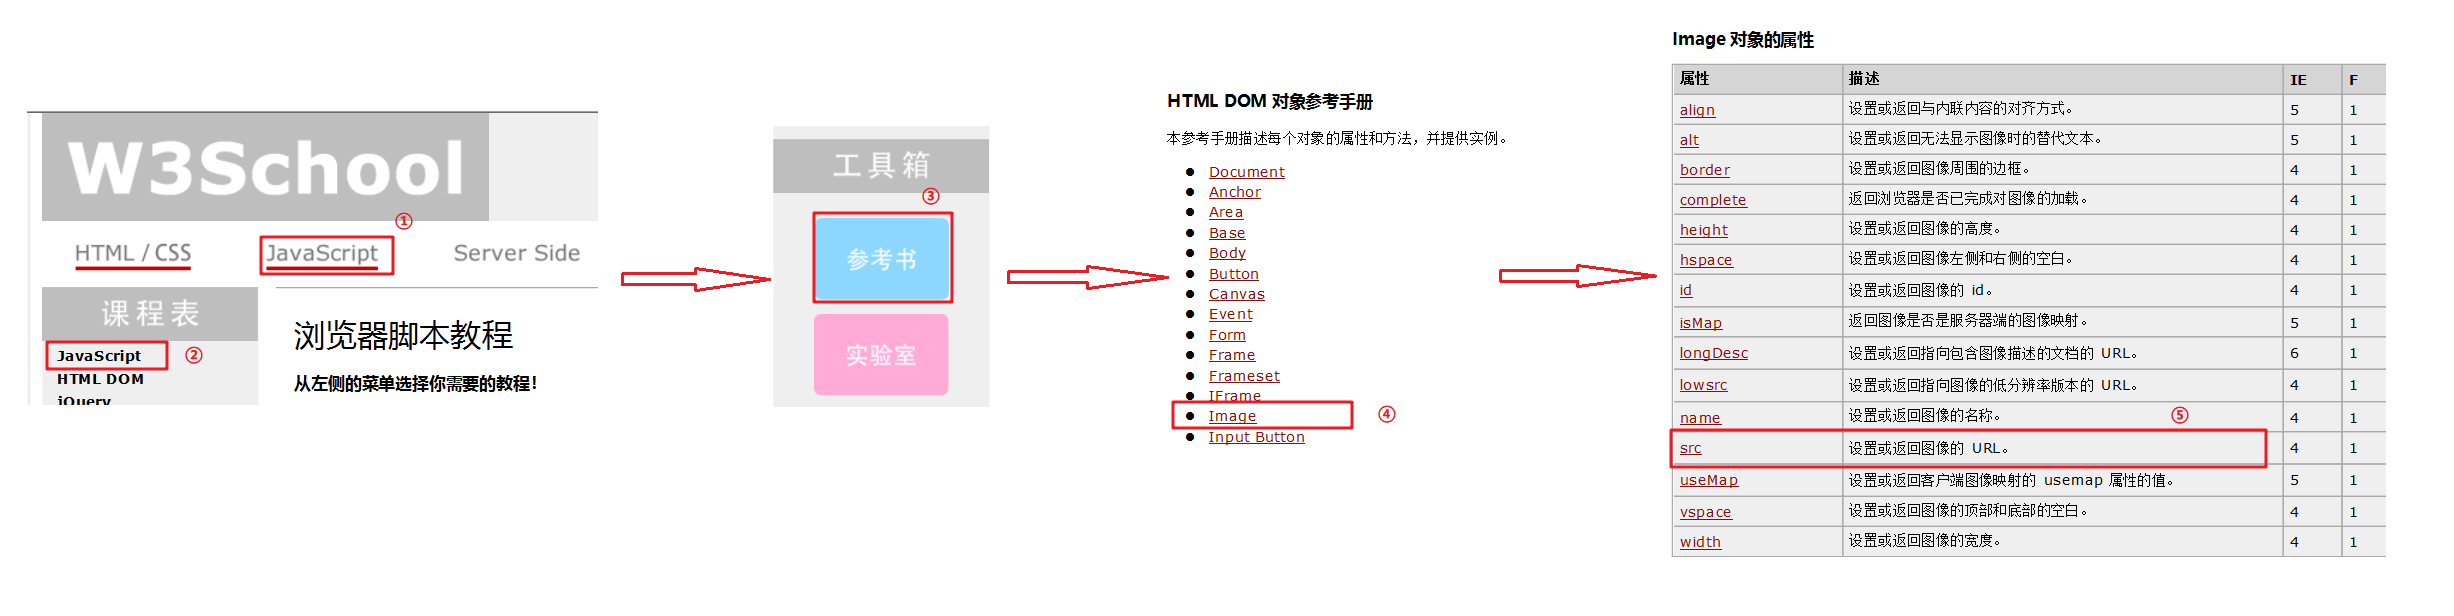 W3School
①
HTML / CSS
JavaScript
Server Side
课程表
JavaScript
②
HTML DOM
jQuery
浏览器脚本教程
从左侧的菜单选择你需要的教程！
工具箱
③
参考书
实验室
HTML DOM 对象参考手册
本参考手册描述每个对象的属性和方法，并提供实例。
Document
Anchor
Area
Base
Body
Button
Canvas
Event
Form
Frame
Frameset
IFrame
Image
④
Input Button
Image 对象的属性
属性 描述 IE F
align 设置或返回与内联内容的对齐方式。 5 1
alt 设置或返回无法显示图像时的替代文本。 5 1
border 设置或返回图像周围的边框。 4 1
complete 返回浏览器是否已完成对图像的加载。 4 1
height 设置或返回图像的高度。 4 1
hspace 设置或返回图像左侧和右侧的空白。 4 1
id 设置或返回图像的 id。 4 1
isMap 返回图像是否是服务器端的图像映射。 5 1
longDesc 设置或返回指向包含图像描述的文档的 URL。 6 1
lowsrc 设置或返回指向图像的低分辨率版本的 URL。 4 1
name 设置或返回图像的名称。 ⑤ 4 1
src 设置或返回图像的 URL。 4 1
useMap 设置或返回客户端图像映射的 usemap 属性的值。 5 1
vspace 设置或返回图像的顶部和底部的空白。 4 1
width 设置或返回图像的宽度。 4 1